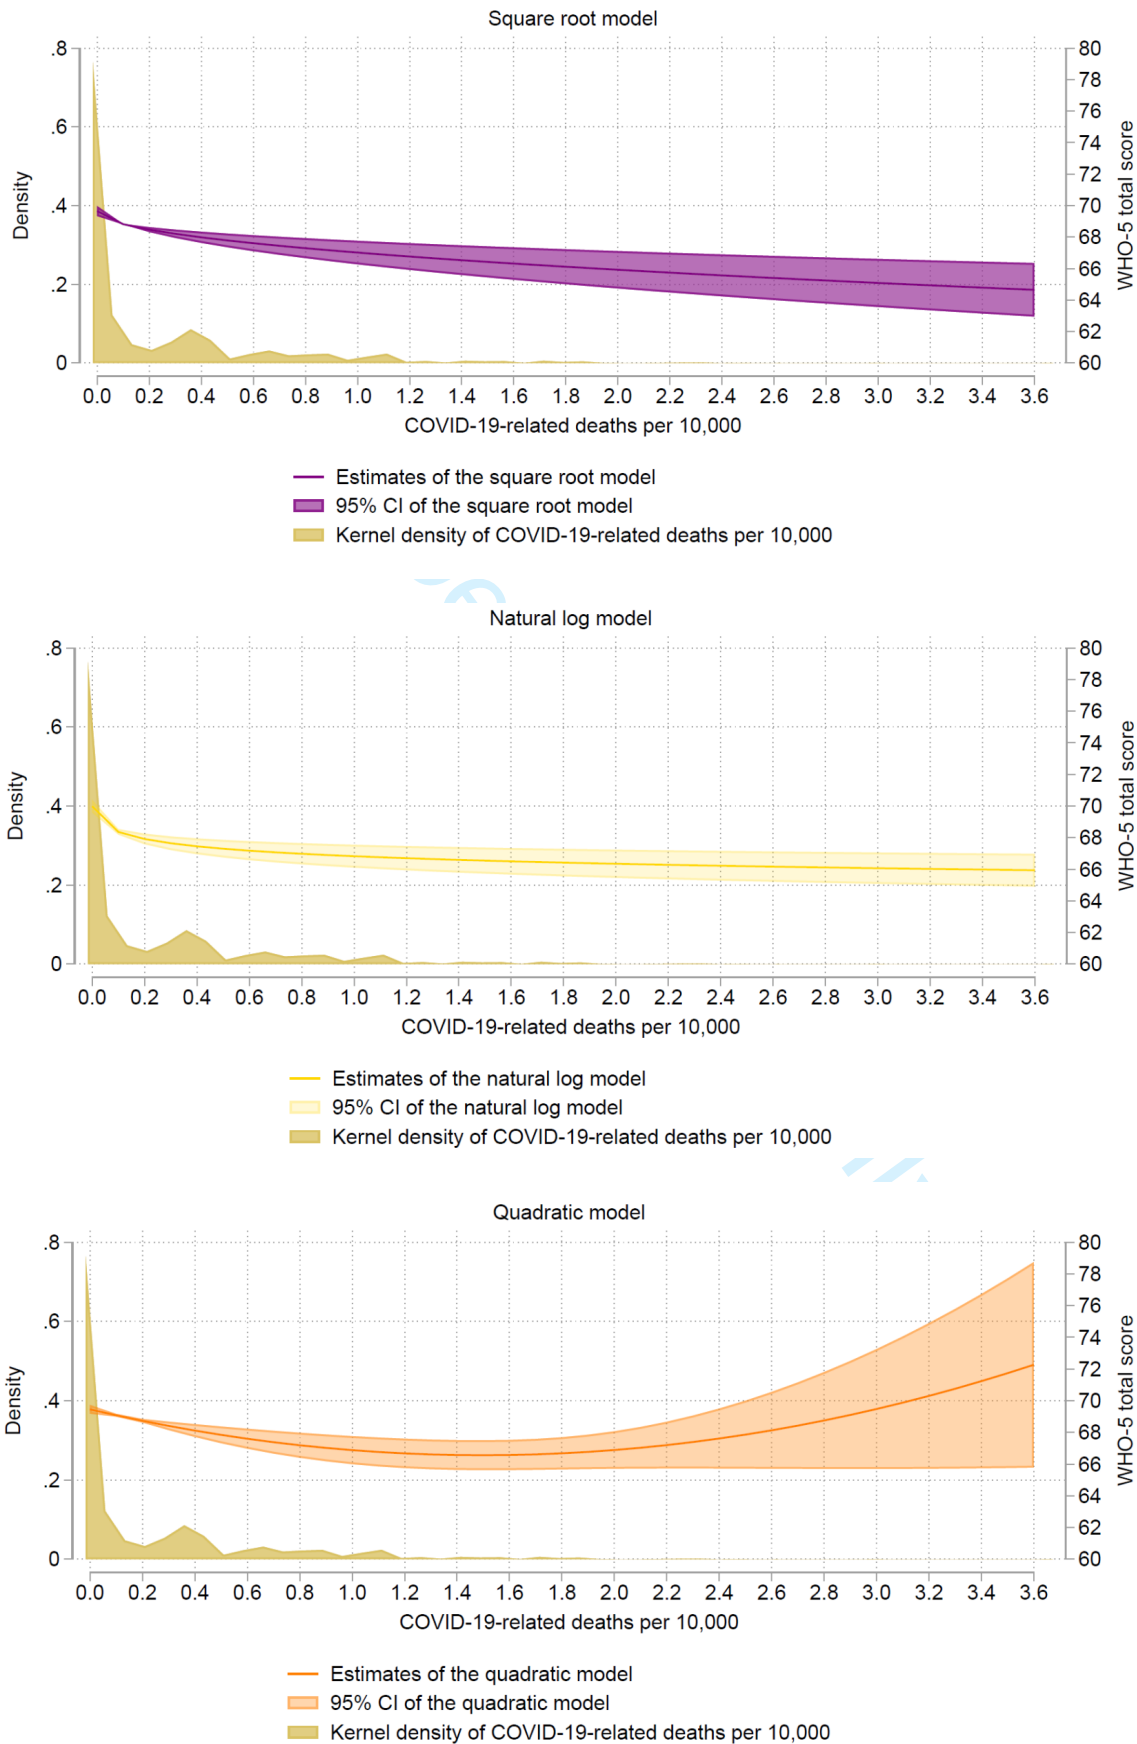 Square root model
.8
.6
.4
.2
0
Density
80
78
76
74
72
70
68
66
64
62
60
WHO-5 total score
0.0 0.2 0.4 0.6 0.8 1.0 1.2 1.4 1.6 1.8 2.0 2.2 2.4 2.6 2.8 3.0 3.2 3.4 3.6
COVID-19-related deaths per 10,000
Estimates of the square root model
95% CI of the square root model
Kernel density of COVID-19-related deaths per 10,000
Natural log model
.8
.6
.4
.2
0
Density
80
78
76
74
72
70
68
66
64
62
60
WHO-5 total score
0.0 0.2 0.4 0.6 0.8 1.0 1.2 1.4 1.6 1.8 2.0 2.2 2.4 2.6 2.8 3.0 3.2 3.4 3.6
COVID-19-related deaths per 10,000
Estimates of the natural log model
95% CI of the natural log model
Kernel density of COVID-19-related deaths per 10,000
Quadratic model
.8
.6
.4
.2
0
Density
80
78
76
74
72
70
68
66
64
62
60
WHO-5 total score
0.0 0.2 0.4 0.6 0.8 1.0 1.2 1.4 1.6 1.8 2.0 2.2 2.4 2.6 2.8 3.0 3.2 3.4 3.6
COVID-19-related deaths per 10,000
Estimates of the quadratic model
95% CI of the quadratic model
Kernel density of COVID-19-related deaths per 10,000